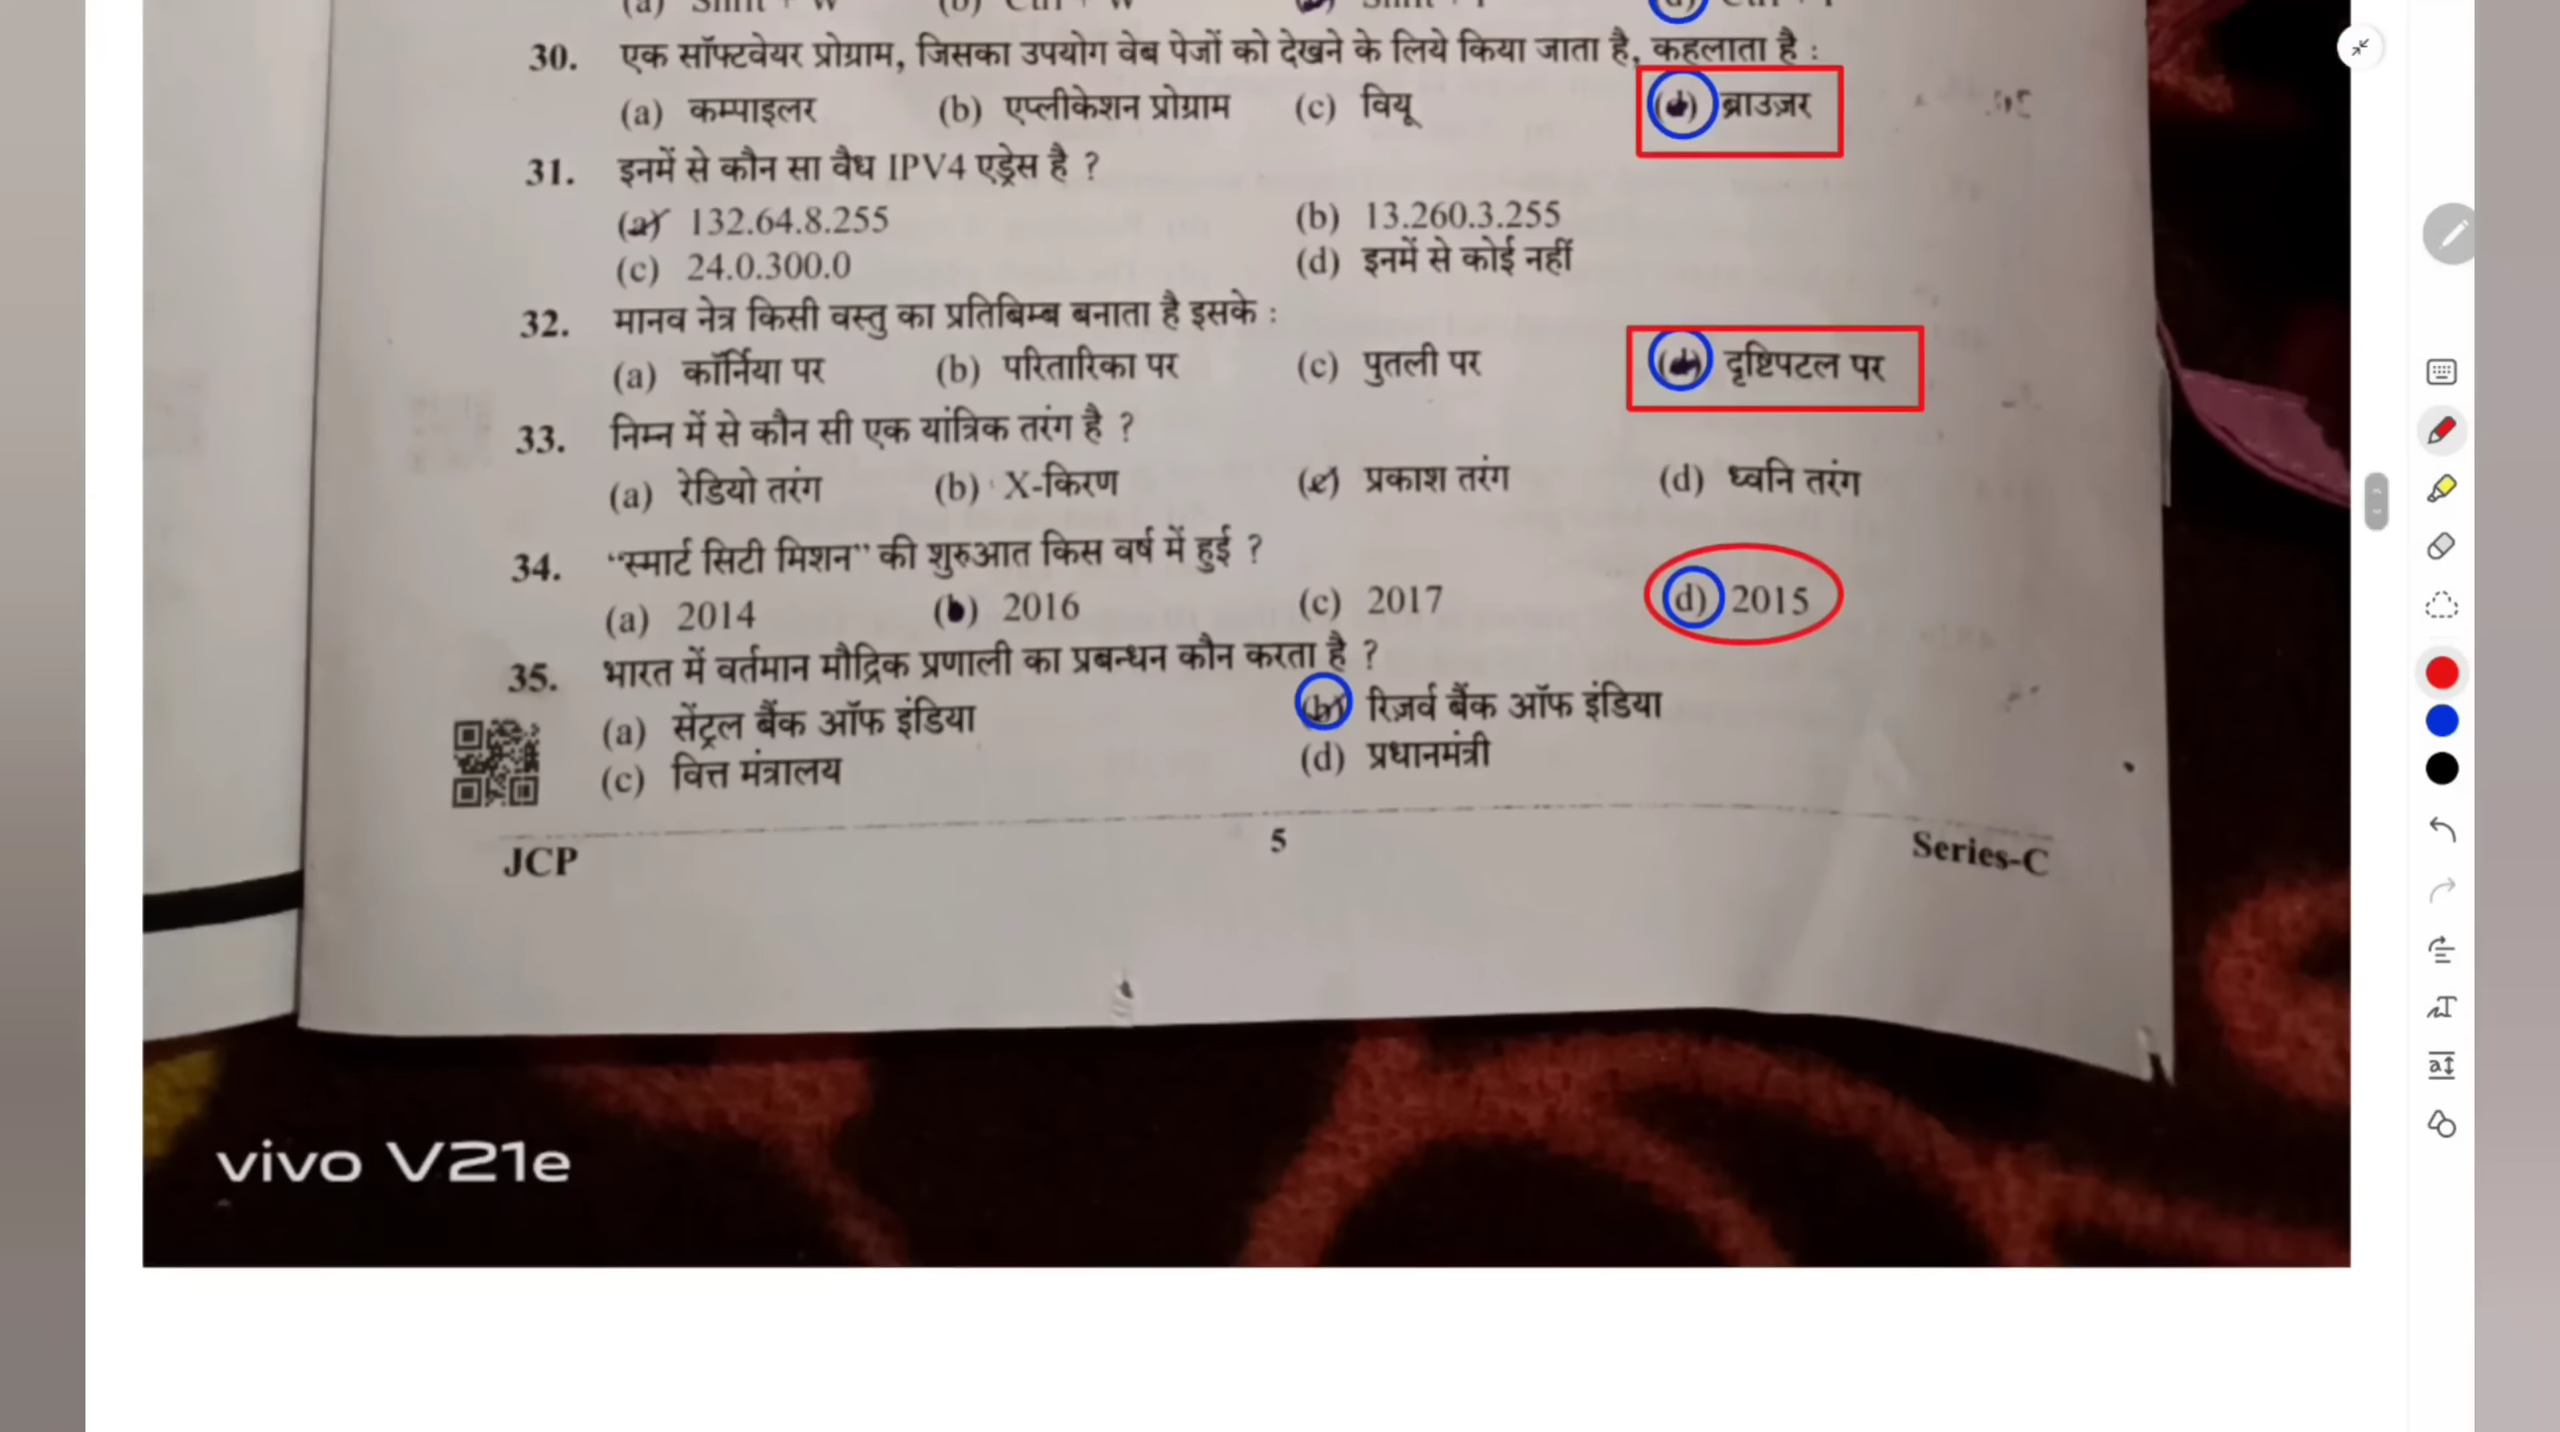 30. एक सॉफ्टवेयर प्रोग्राम, जिसका उपयोग वेब पेजों को देखने के लिये किया जाता है, कहलाता है :
(a) कम्पाइलर (b) एप्लीकेशन प्रोग्राम (c) वियू (d) ब्राउज़र
31. इनमें से कौन सा वैध IPV4 एड्रेस है ?
(a) 132.64.8.255 (b) 13.260.3.255
(c) 24.0.300.0 (d) इनमें से कोई नहीं
32. मानव नेत्र किसी वस्तु का प्रतिबिम्ब बनाता है इसके :
(a) कॉर्निया पर (b) परितारिका पर (c) पुतली पर (d) दृष्टिपटल पर
33. निम्न में से कौन सी एक यांत्रिक तरंग है ?
(a) रेडियो तरंग (b) X-किरण (c) प्रकाश तरंग (d) ध्वनि तरंग
34. “स्मार्ट सिटी मिशन” की शुरुआत किस वर्ष में हुई ?
(a) 2014 (b) 2016 (c) 2017 (d) 2015
35. भारत में वर्तमान मौद्रिक प्रणाली का प्रबन्धन कौन करता है ?
(a) सेंट्रल बैंक ऑफ इंडिया (b) रिज़र्व बैंक ऑफ इंडिया
(c) वित्त मंत्रालय (d) प्रधानमंत्री
JCP 5 Series-C
vivo V21e